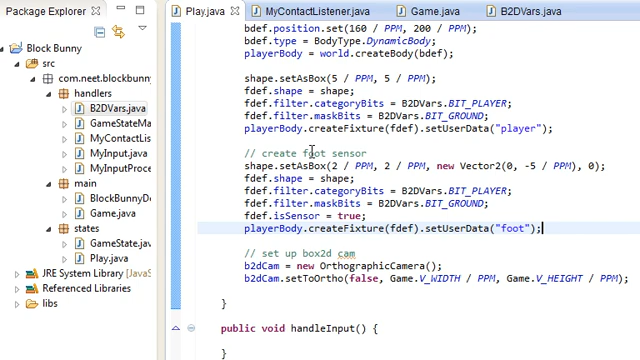 Package Explorer
Block Bunny
src
com.neet.blockbunny
handlers
B2DVars.java
GameStateMa
MyContactLis
MyInput.java
MyInputProces
main
BlockBunnyDe
Game.java
states
GameState.java
Play.java
JRE System Library [Ja
Referenced Libraries
libs
Play.java
MyContactListener.java
Game.java
B2DVars.java
bdef.position.set(160 / PPM, 200 / PPM);
bdef.type = BodyType.DynamicBody;
playerBody = world.createBody(bdef);
shape.setAsBox(5 / PPM, 5 / PPM);
fdef.shape = shape;
fdef.filter.categoryBits = B2DVars.BIT_PLAYER;
fdef.filter.maskBits = B2DVars.BIT_GROUND;
playerBody.createFixture(fdef).setUserData("player");
// create foot sensor
shape.setAsBox(2 / PPM, 2 / PPM, new Vector2(0, -5 / PPM), 0);
fdef.shape = shape;
fdef.filter.categoryBits = B2DVars.BIT_PLAYER;
fdef.filter.maskBits = B2DVars.BIT_GROUND;
fdef.isSensor = true;
playerBody.createFixture(fdef).setUserData("foot");
// set up box2d cam
b2dCam = new OrthographicCamera();
b2dCam.setToOrtho(false, Game.V_WIDTH / PPM, Game.V_HEIGHT / PPM);
}
public void handleInput() {
}